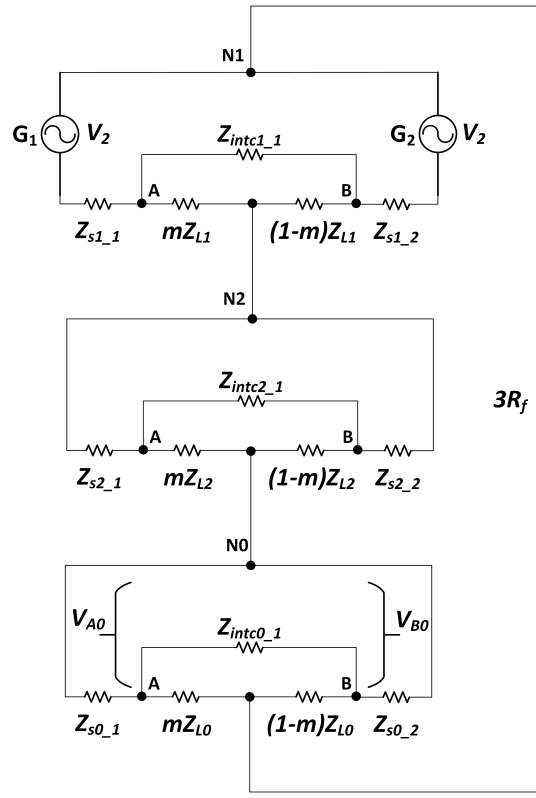 N1
G1 V2 Zintc1_1 G2 V2
A B
Zs1_1 mZL1 (1-m)ZL1 Zs1_2
N2
Zintc2_1 3Rf
A B
Zs2_1 mZL2 (1-m)ZL2 Zs2_2
N0
VA0 Zintc0_1 VB0
A B
Zs0_1 mZL0 (1-m)ZL0 Zs0_2